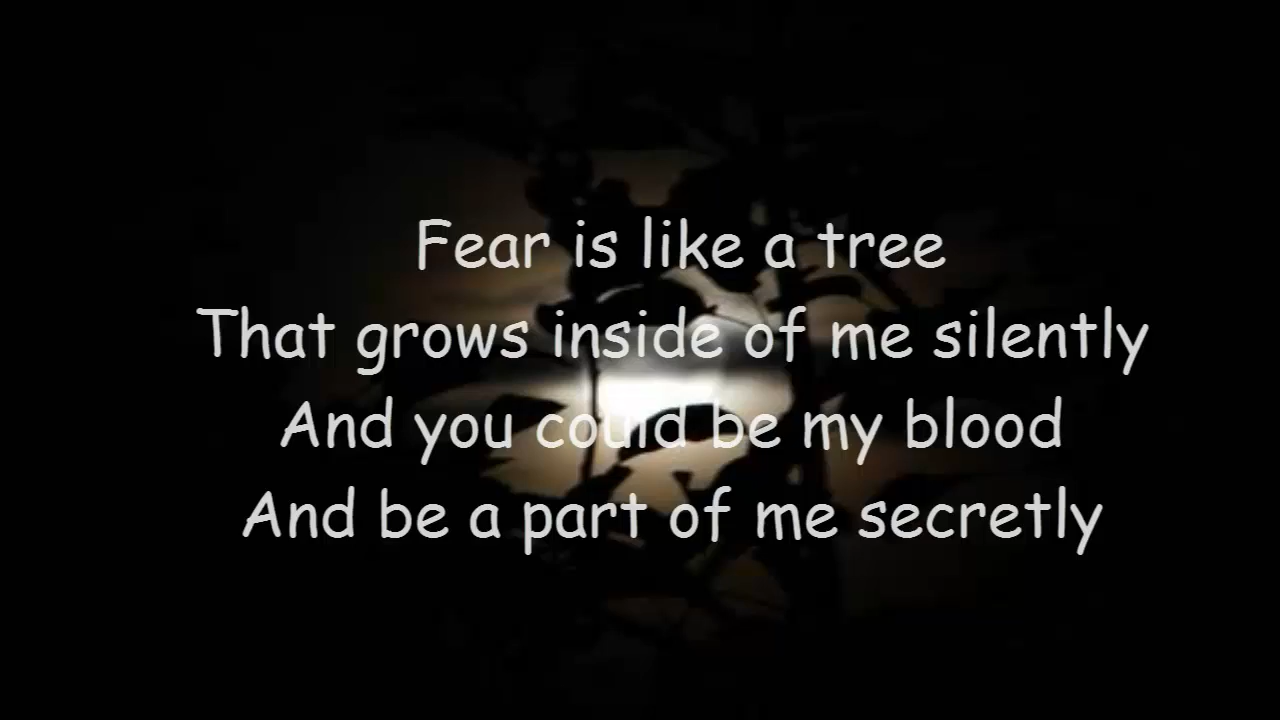 Fear is like a tree
That grows inside of me silently
And you could be my blood
And be a part of me secretly